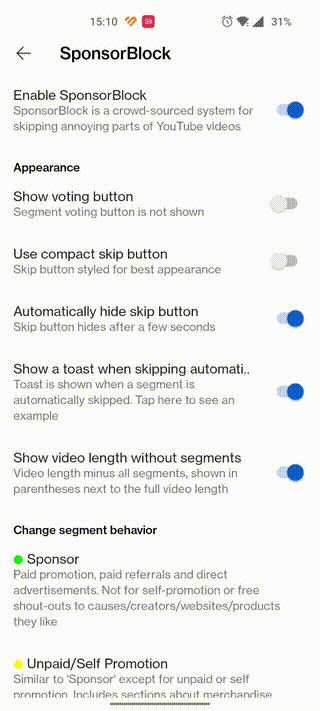 15:10 31%
SponsorBlock
Enable SponsorBlock
SponsorBlock is a crowd-sourced system for
skipping annoying parts of YouTube videos
Appearance
Show voting button
Segment voting button is not shown
Use compact skip button
Skip button styled for best appearance
Automatically hide skip button
Skip button hides after a few seconds
Show a toast when skipping automati..
Toast is shown when a segment is
automatically skipped. Tap here to see an
example
Show video length without segments
Video length minus all segments, shown in
parentheses next to the full video length
Change segment behavior
Sponsor
Paid promotion, paid referrals and direct
advertisements. Not for self-promotion or free
shout-outs to causes/creators/websites/products
they like
Unpaid/Self Promotion
Similar to 'Sponsor' except for unpaid or self
promotion. Includes sections about merchandise